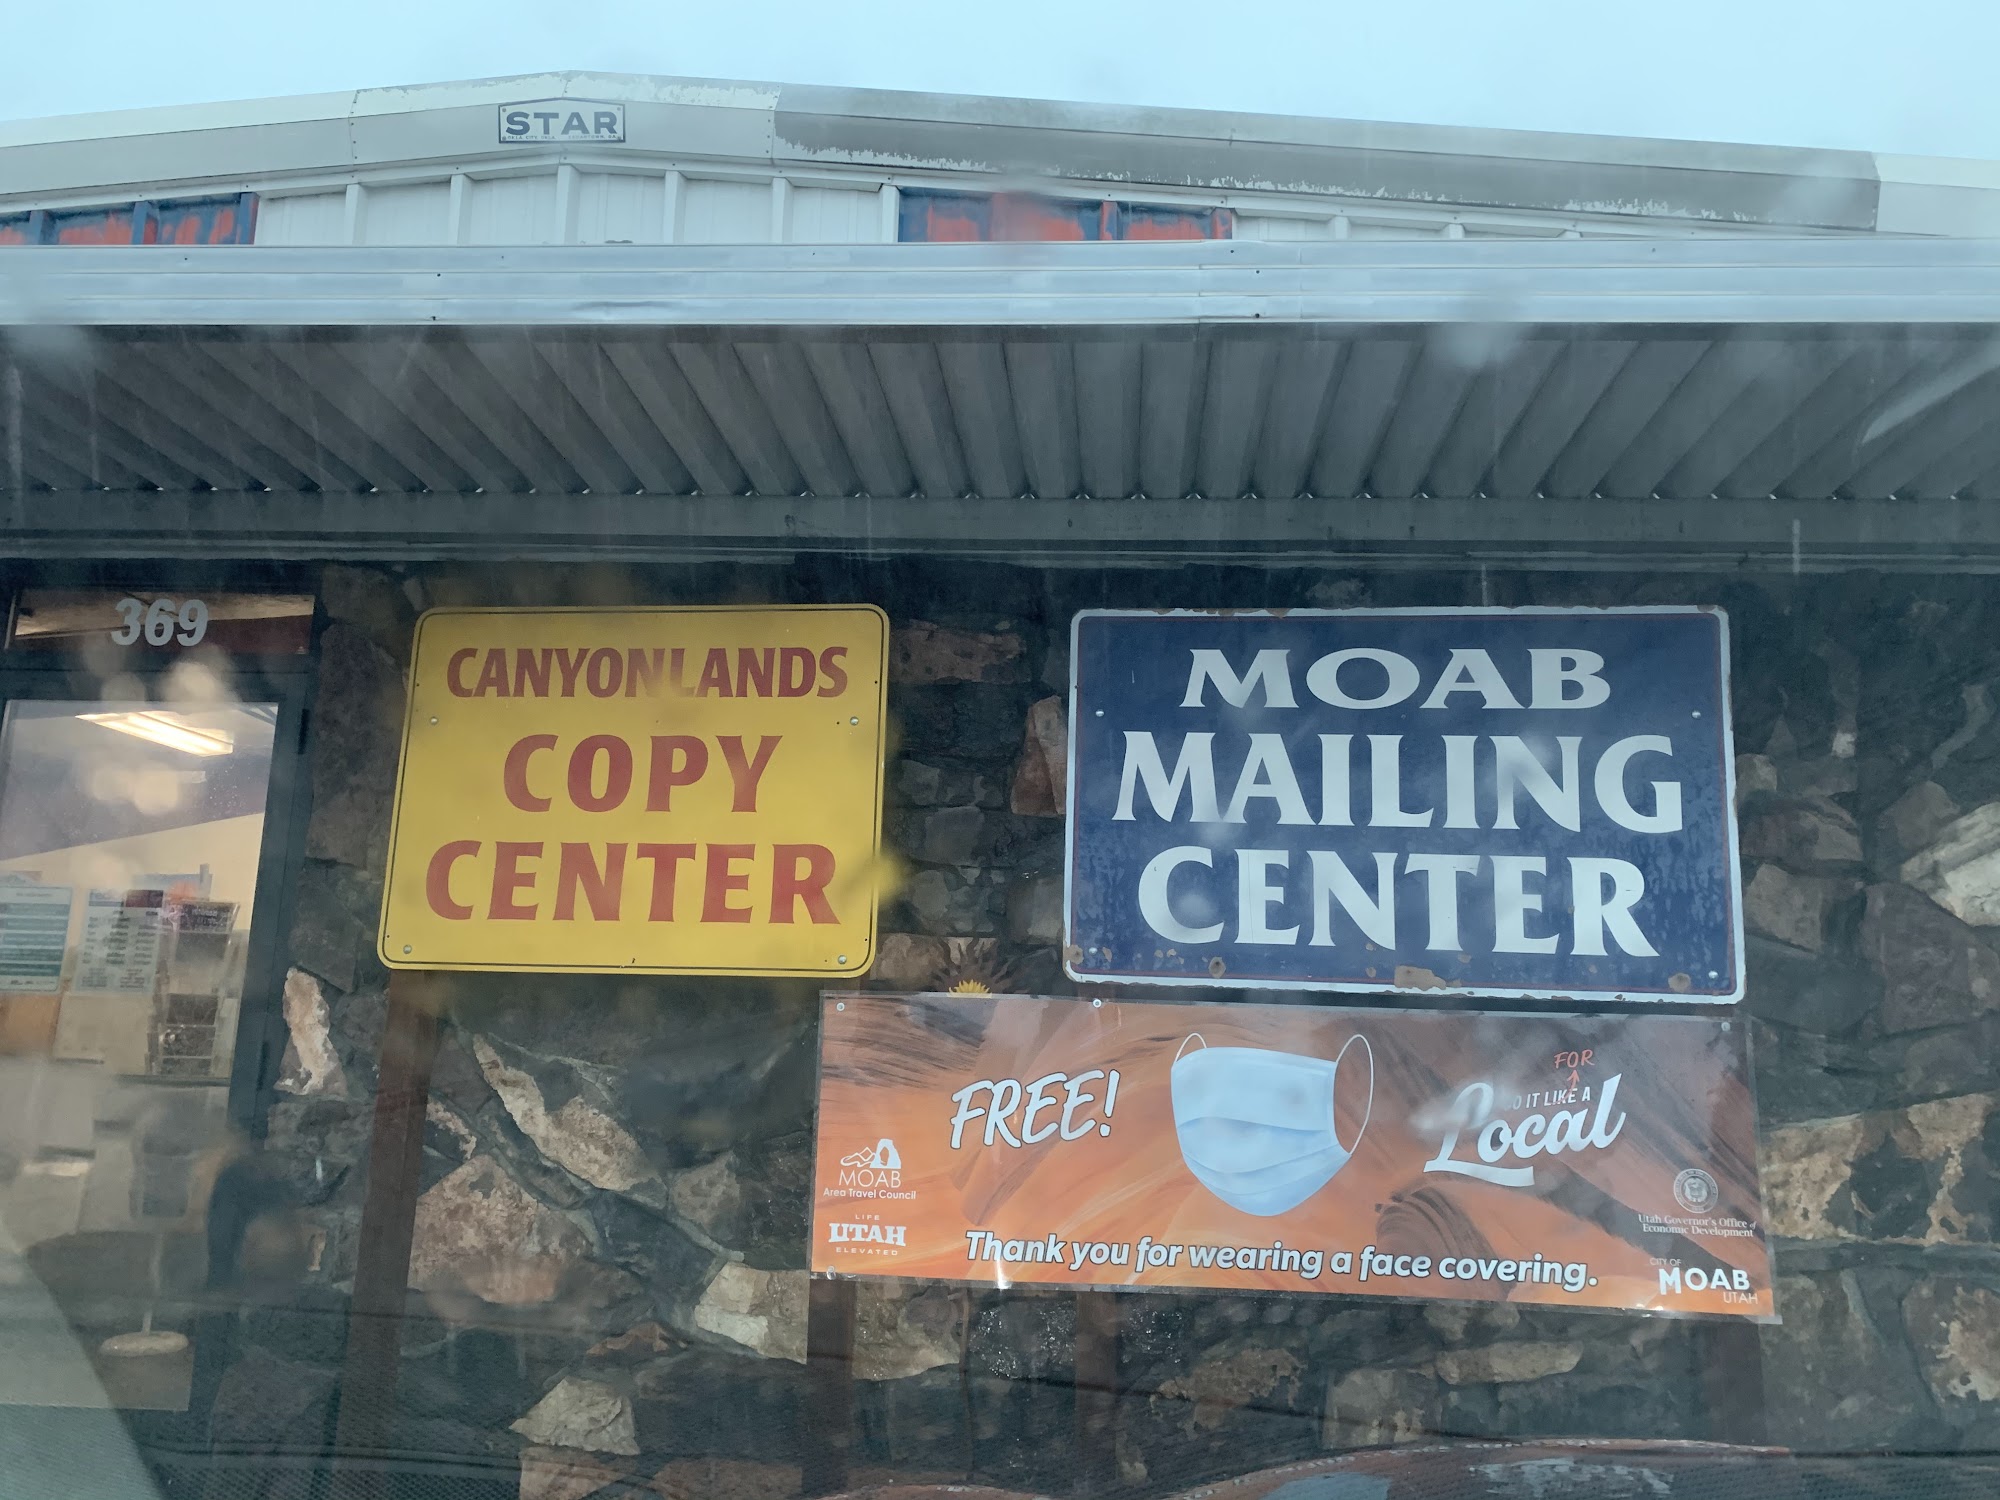 STAR
369
CANYONLANDS
COPY
CENTER
MOAB
MAILING
CENTER
FREE!
FOR
DO IT LIKE A
Local
MOAB
Area Travel Council
LIFE
UTAH
ELEVATED
Thank you for wearing a face covering.
Utah Governor's Office of
Economic Development
CITY OF
MOAB
UTAH